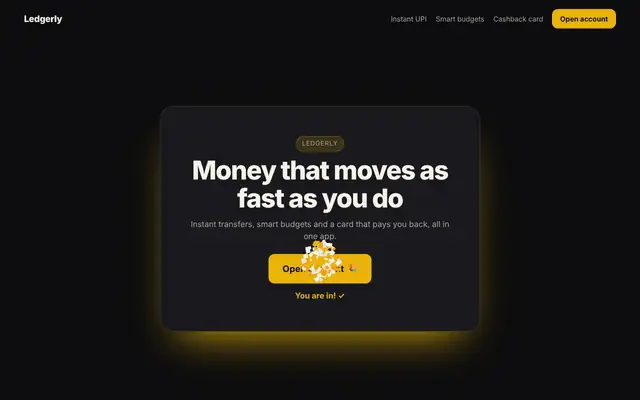 Ledgerly
Instant UPI
Smart budgets
Cashback card
Open account
LEDGERLY
Money that moves as
fast as you do
Instant transfers, smart budgets and a card that pays you back, all in
one app.
You are in! ✓